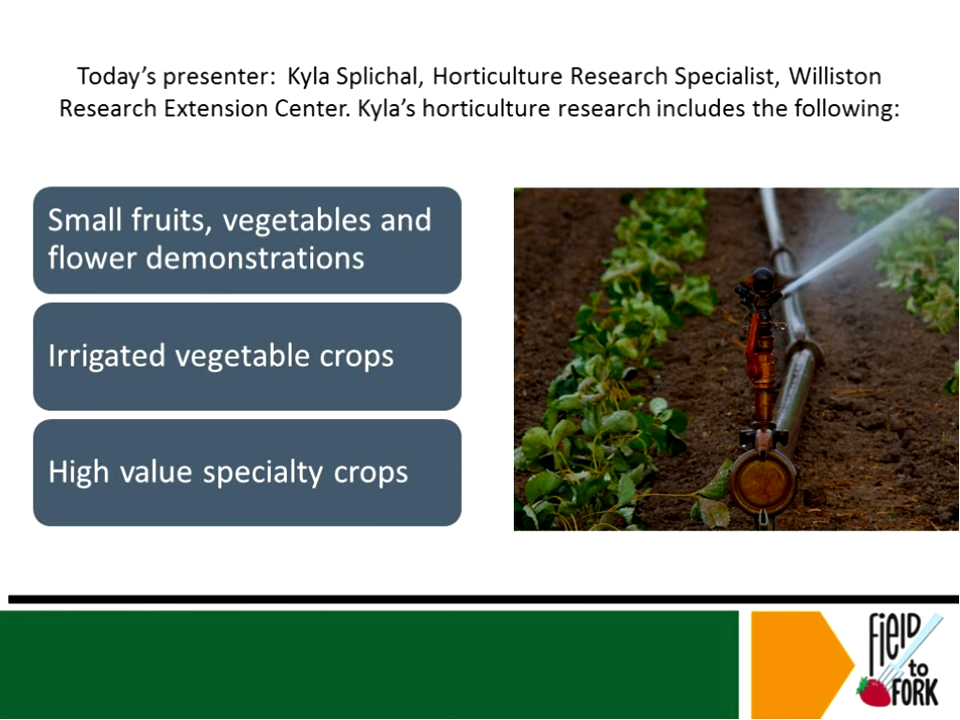 Today’s presenter:  Kyla Splichal, Horticulture Research Specialist, Williston
Research Extension Center. Kyla’s horticulture research includes the following:
Small fruits, vegetables and
flower demonstrations
Irrigated vegetable crops
High value specialty crops
FiELD
to
FORK